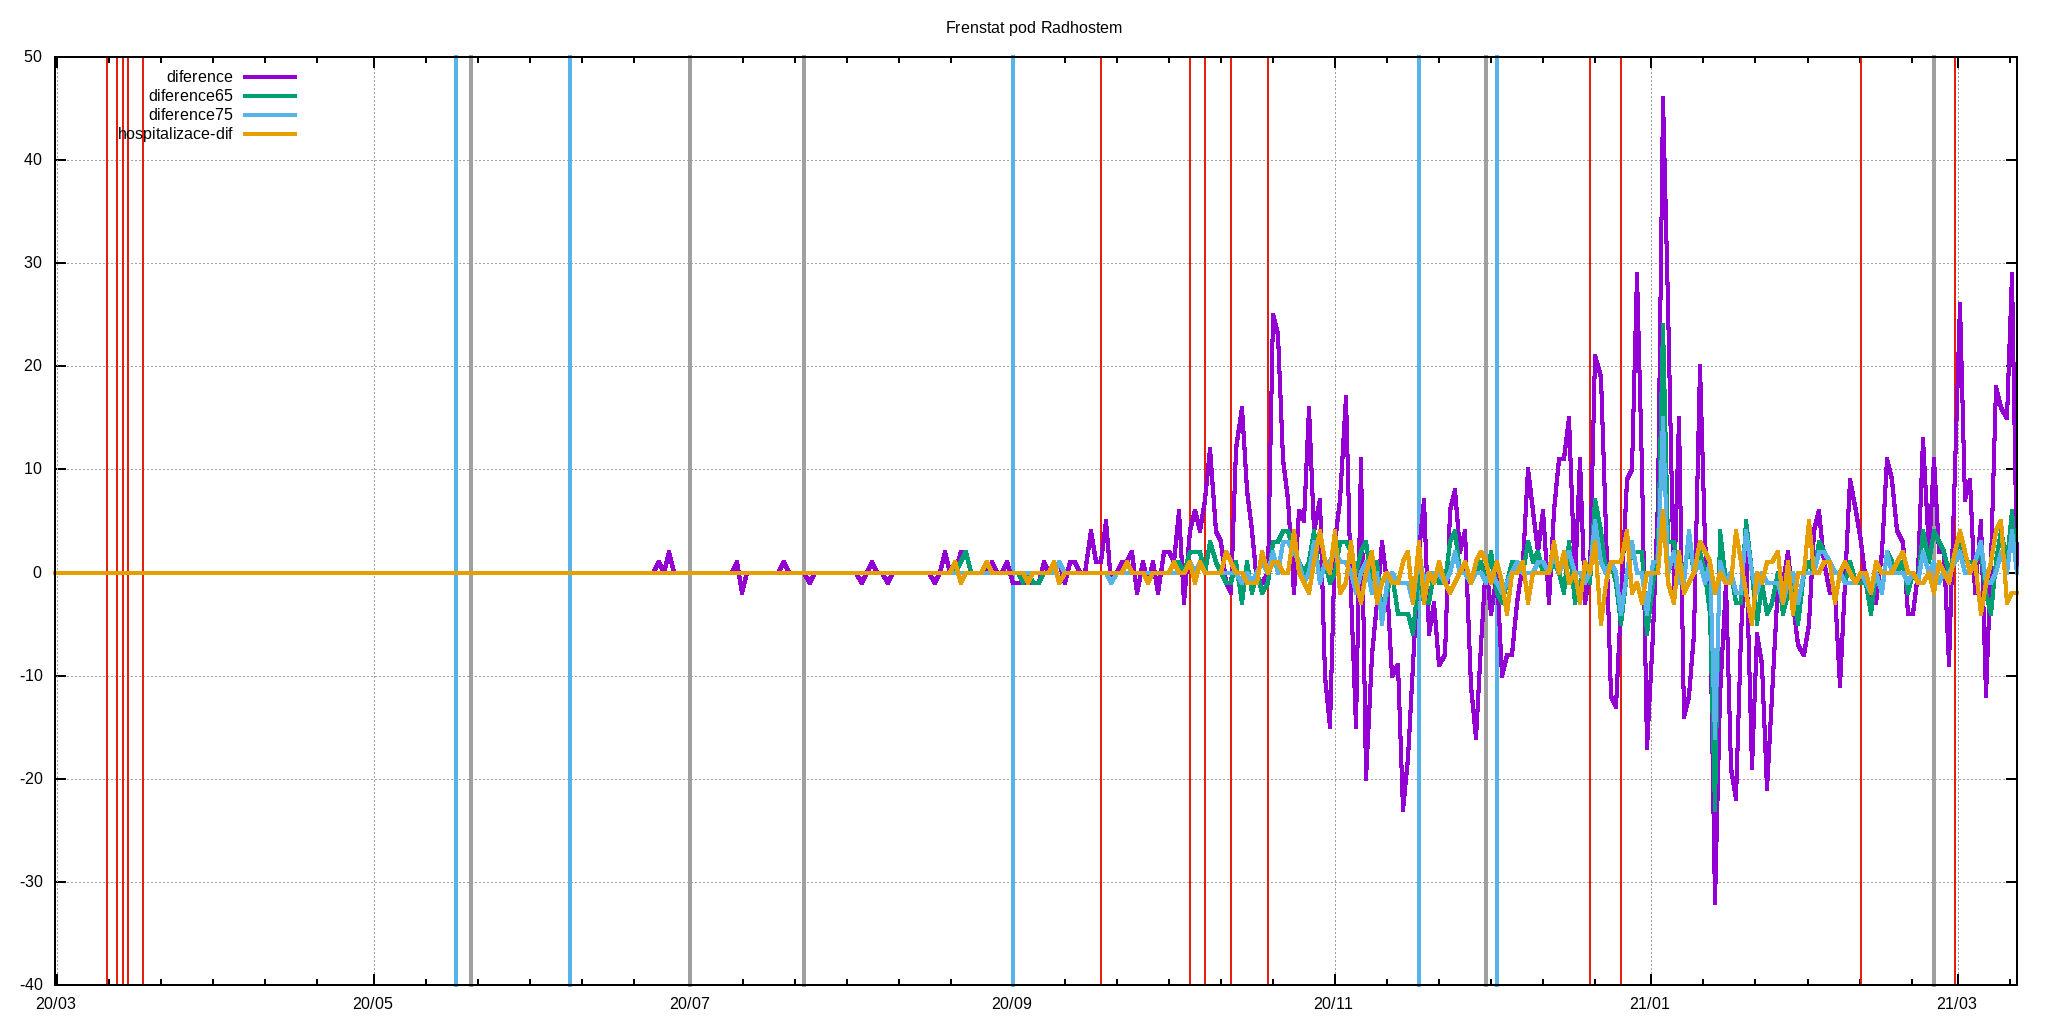 Frenstat pod Radhostem
50
40
30
20
10
0
-10
-20
-30
-40
diference
diference65
diference75
hospitalizace-dif
20/03 20/05 20/07 20/09 20/11 21/01 21/03